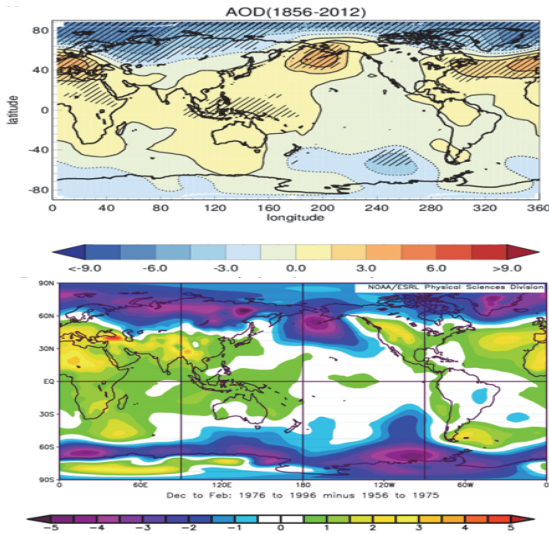 AOD(1856-2012)
80
40
0
-40
-80
latitude
0 40 80 120 160 200 240 280 320 360
longitude
<-9.0 -6.0 -3.0 0.0 3.0 6.0 >9.0
NOAA/ESRL Physical Sciences Division
90N
60N
30N
EQ
30S
60S
90S
0 60E 120E 180 120W 60W 0
Dec to Feb: 1976 to 1996 minus 1956 to 1975
-5 -4 -3 -2 -1 0 1 2 3 4 5